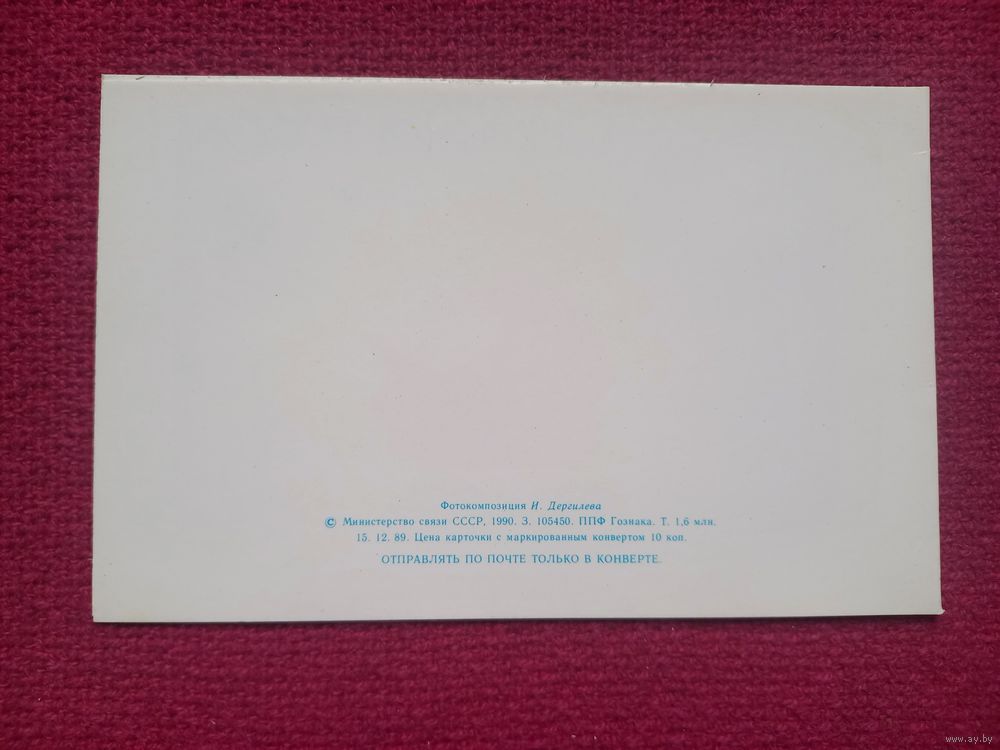 Фотокомпозиция И. Дергилева
© Министерство связи СССР, 1990. З. 105450. ППФ Гознака. Т. 1,6 млн.
15. 12. 89. Цена карточки с маркированным конвертом 10 коп.
ОТПРАВЛЯТЬ ПО ПОЧТЕ ТОЛЬКО В КОНВЕРТЕ.
www.ay.by